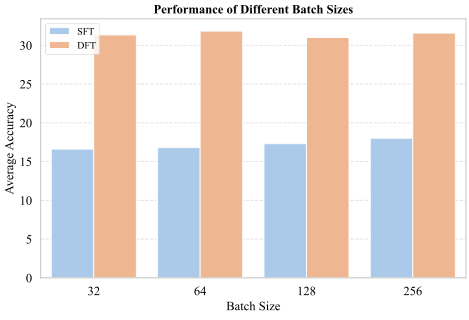 Performance of Different Batch Sizes
SFT
DFT
Average Accuracy
30
25
20
15
10
5
0
32
64
128
256
Batch Size